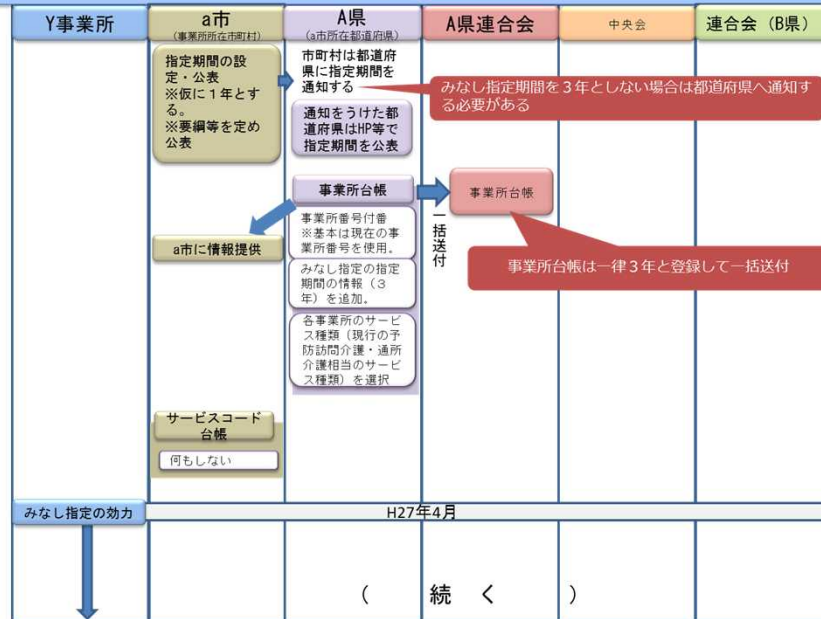 Y事業所
a市
(事業所所在市町村)
A県
(a市所在都道府県)
A県連合会
中央会
連合会（B県）
指定期間の設
定・公表
※仮に１年とす
る。
※要綱等を定め
公表
市町村は都道府
県に指定期間を
通知する
みなし指定期間を３年としない場合は都道府県へ通知す
る必要がある
通知をうけた都
道府県はHP等で
指定期間を公表
事業所台帳
事業所台帳
一括送付
事業所番号付番
※基本は現在の事
業所番号を使用。
a市に情報提供
事業所台帳は一律３年と登録して一括送付
みなし指定の指定
期間の情報（３
年）を追加。
各事業所のサービ
ス種類（現行の予
防訪問介護・通所
介護相当のサービ
ス種類）を選択
サービスコード
台帳
何もしない
みなし指定の効力
H27年4月
（　続　く　）